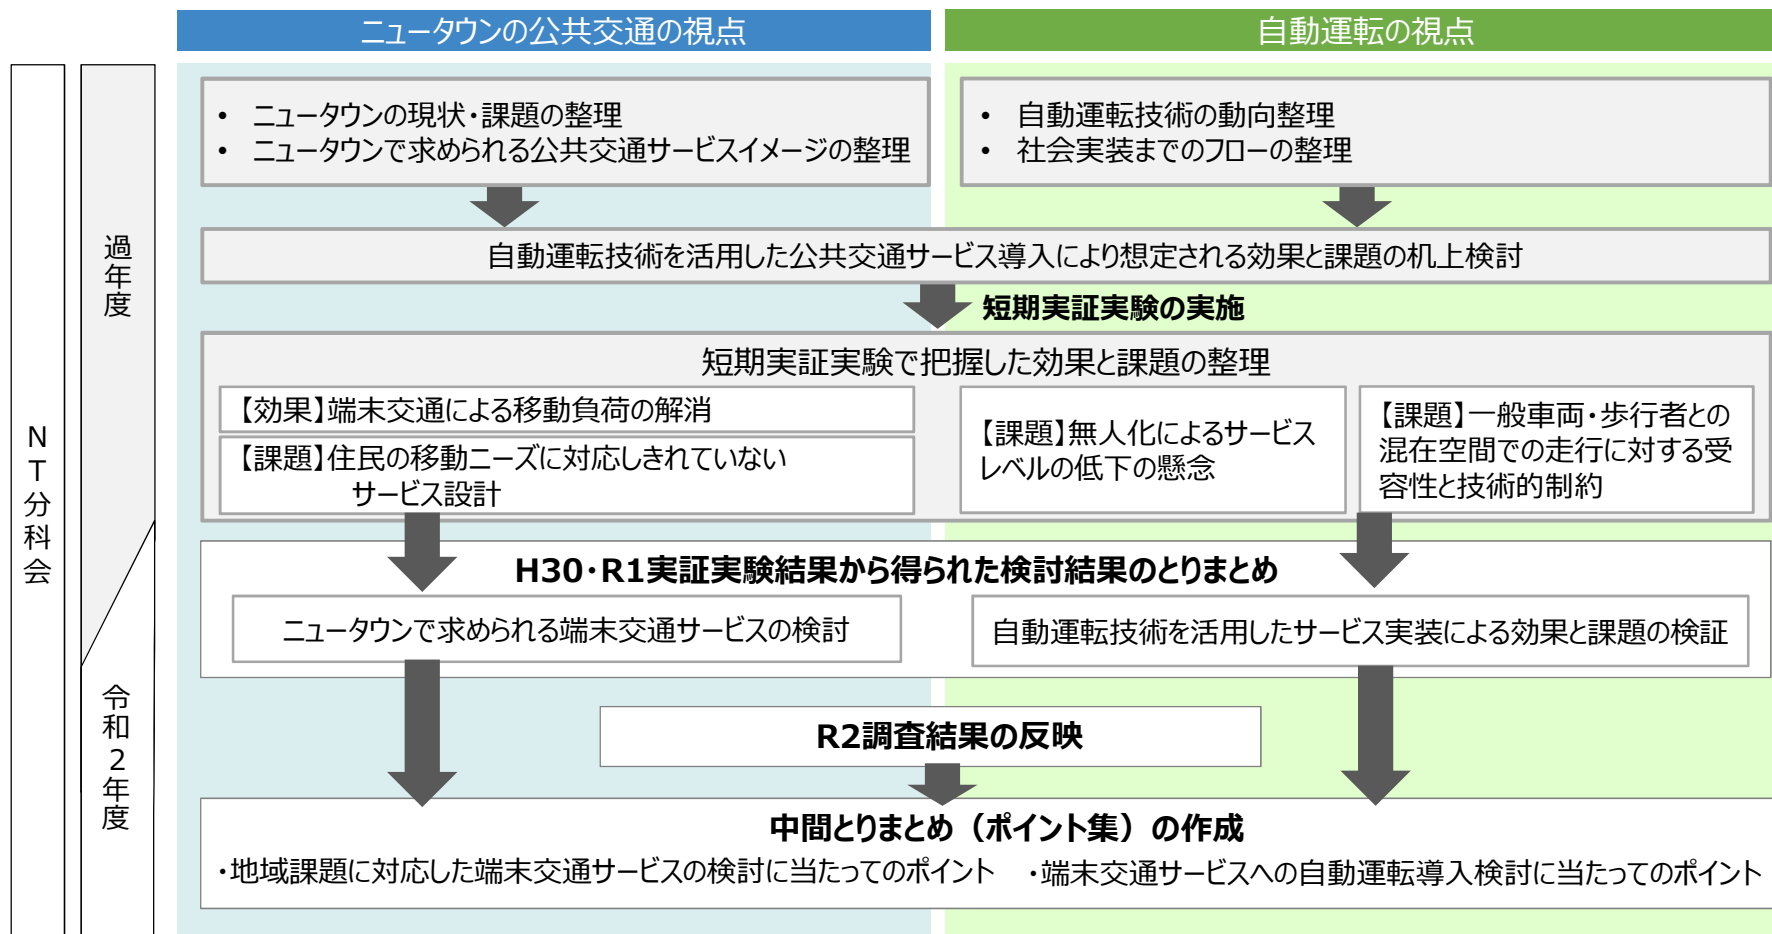 ニュータウンの公共交通の視点
自動運転の視点
NT分科会
過年度
令和2年度
• ニュータウンの現状・課題の整理
• ニュータウンで求められる公共交通サービスイメージの整理
• 自動運転技術の動向整理
• 社会実装までのフローの整理
自動運転技術を活用した公共交通サービス導入により想定される効果と課題の机上検討
短期実証実験の実施
短期実証実験で把握した効果と課題の整理
【効果】端末交通による移動負荷の解消
【課題】住民の移動ニーズに対応しきれていない
サービス設計
【課題】無人化によるサービス
レベルの低下の懸念
【課題】一般車両・歩行者との
混在空間での走行に対する受
容性と技術的制約
H30・R1実証実験結果から得られた検討結果のとりまとめ
ニュータウンで求められる端末交通サービスの検討
自動運転技術を活用したサービス実装による効果と課題の検証
R2調査結果の反映
中間とりまとめ（ポイント集）の作成
・地域課題に対応した端末交通サービスの検討に当たってのポイント
・端末交通サービスへの自動運転導入検討に当たってのポイント